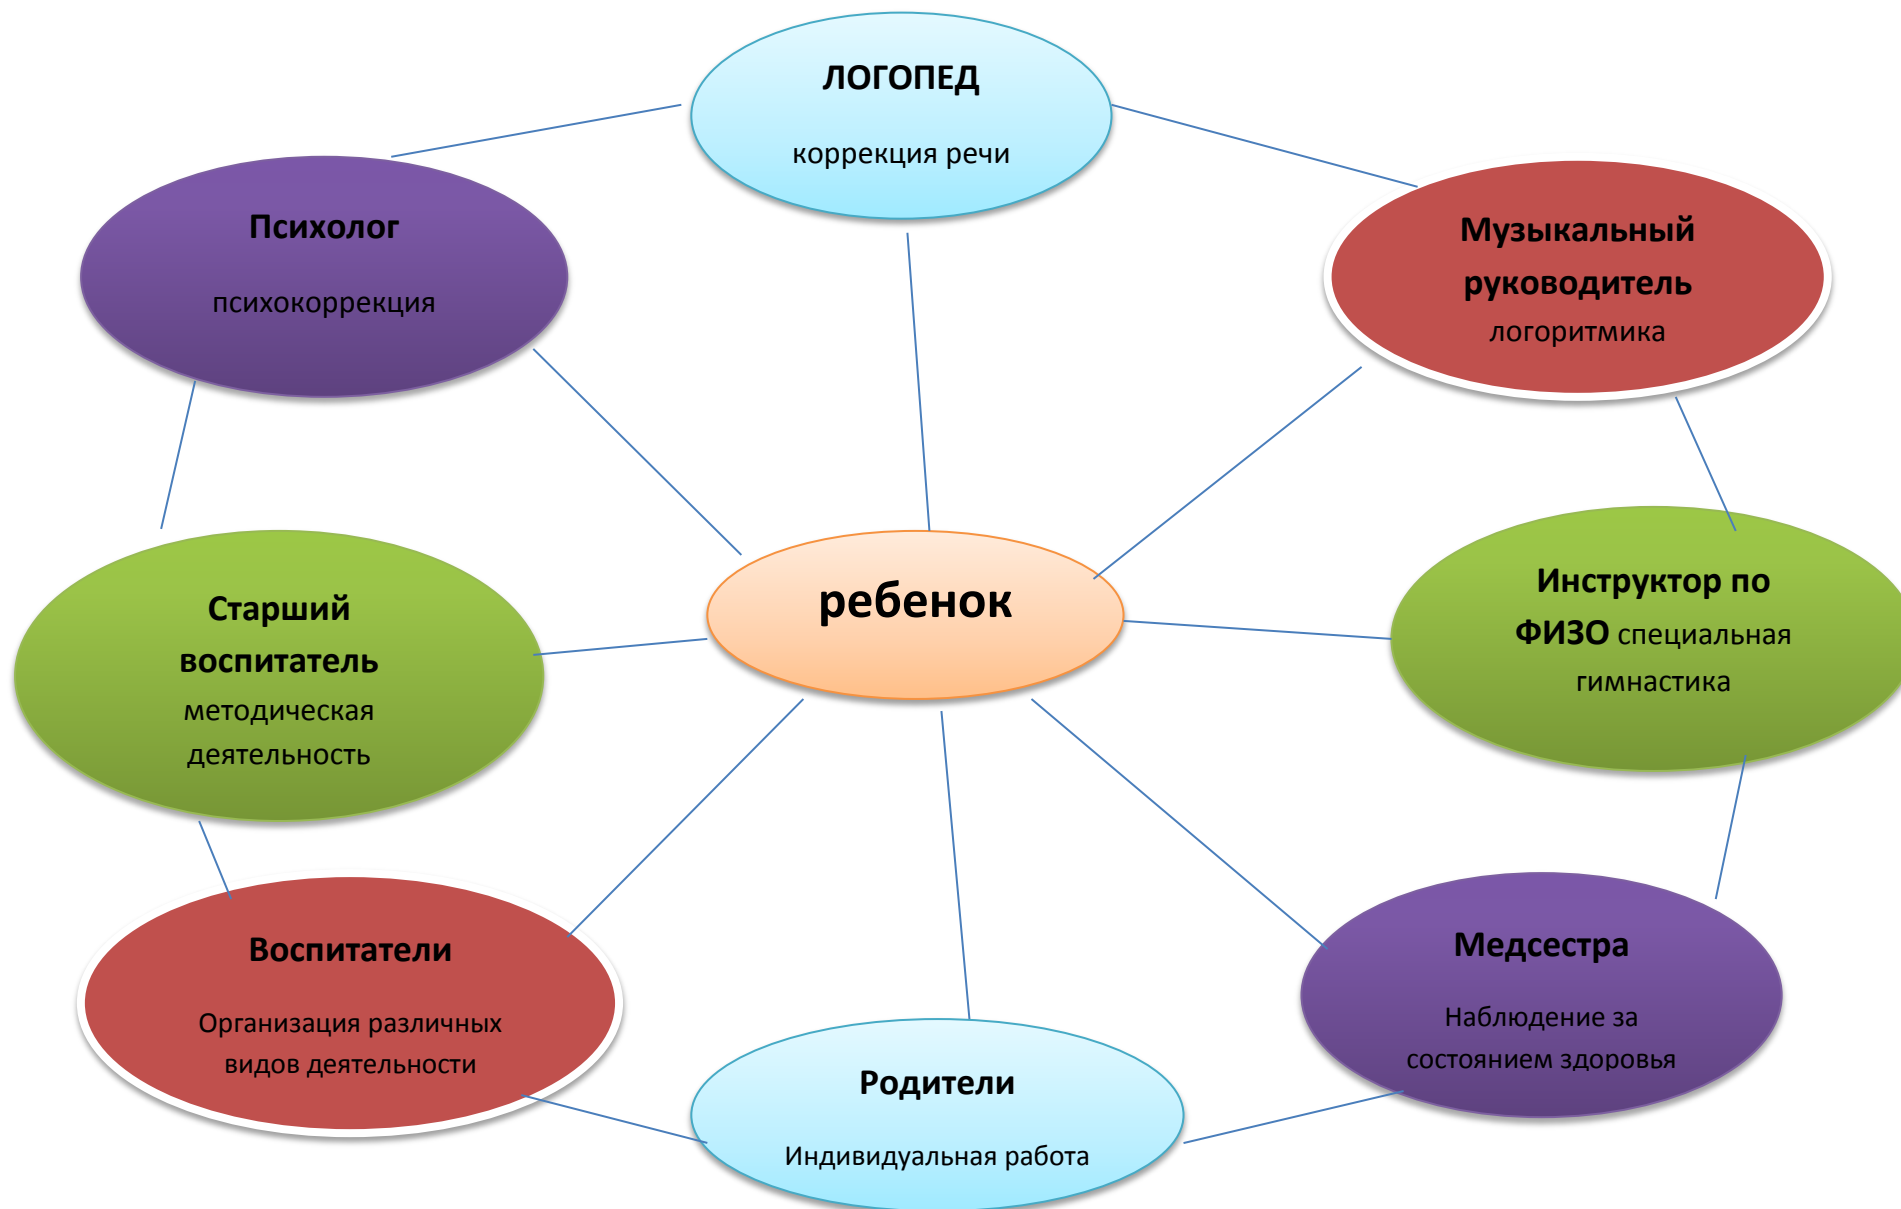 ЛОГОПЕД
коррекция речи
Психолог
психокоррекция
Музыкальный
руководитель
логоритмика
Старший
воспитатель
методическая
деятельность
ребенок
Инструктор по
ФИЗО специальная
гимнастика
Воспитатели
Организация различных
видов деятельности
Родители
Индивидуальная работа
Медсестра
Наблюдение за
состоянием здоровья